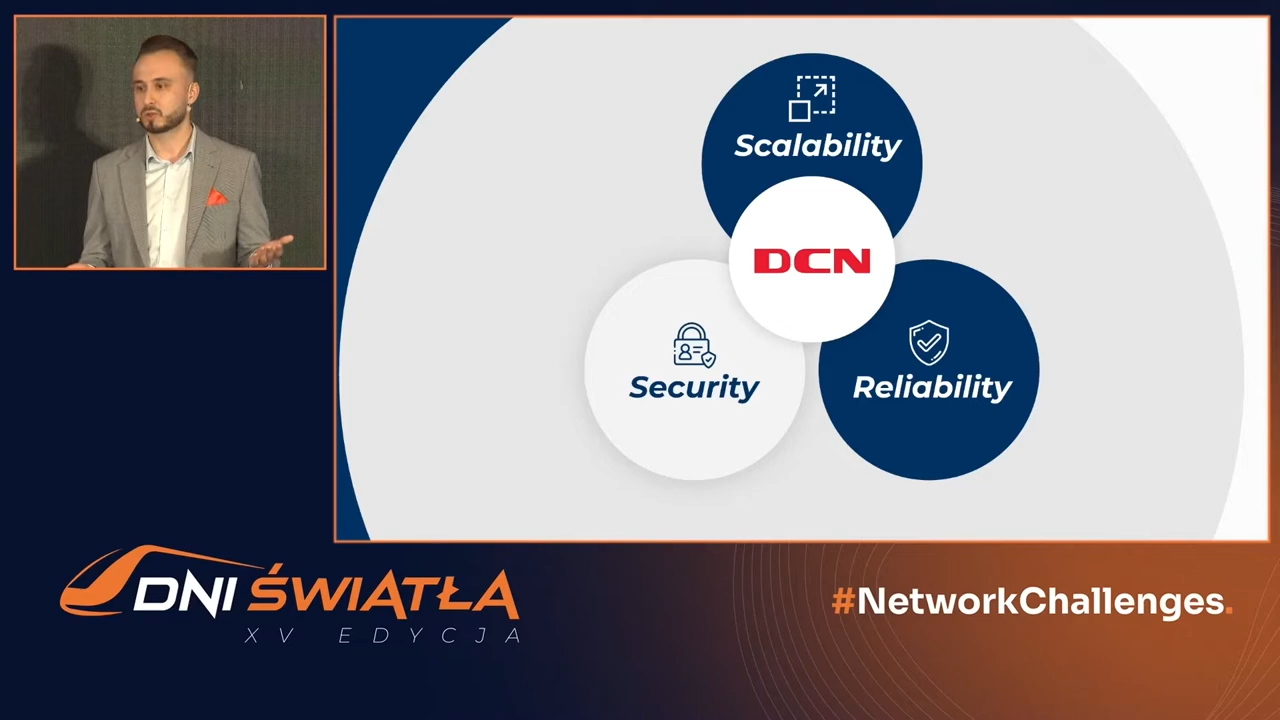 Scalability
DCN
Security
Reliability
DNI ŚWIATŁA
XV EDYCJA
#NetworkChallenges.